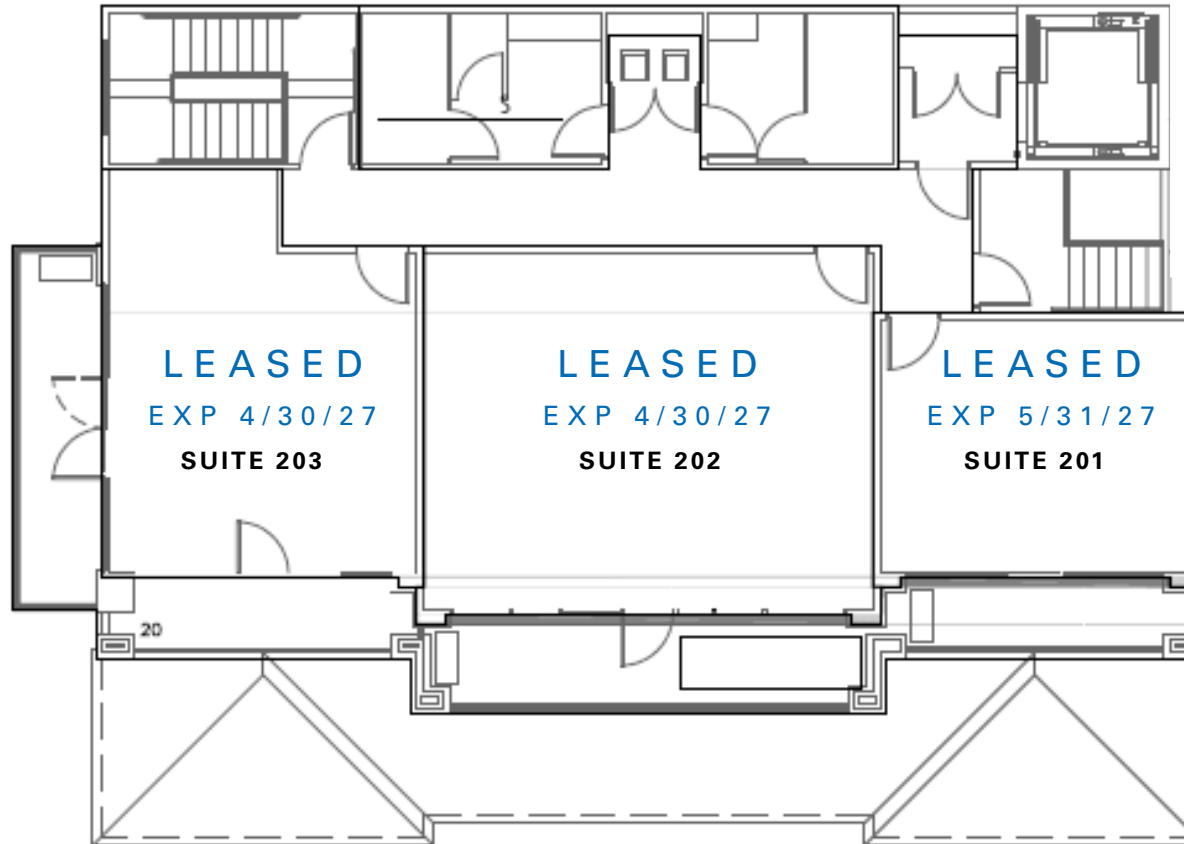 LEASED
EXP 4/30/27
SUITE 203
LEASED
EXP 4/30/27
SUITE 202
LEASED
EXP 5/31/27
SUITE 201
20